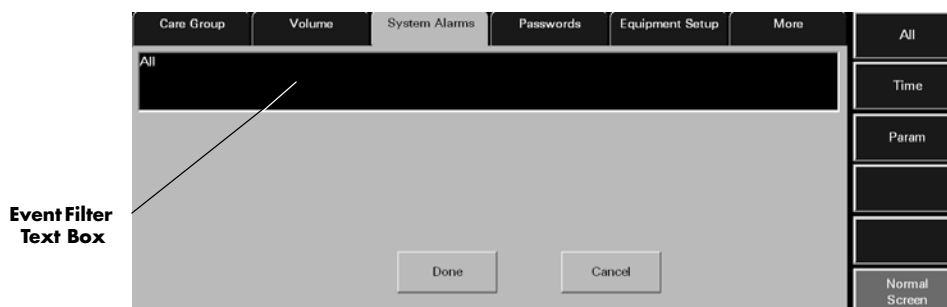 Care Group Volume System Alarms Passwords Equipment Setup More
All
All
Time
Param
Event Filter
Text Box
Done Cancel
Normal
Screen